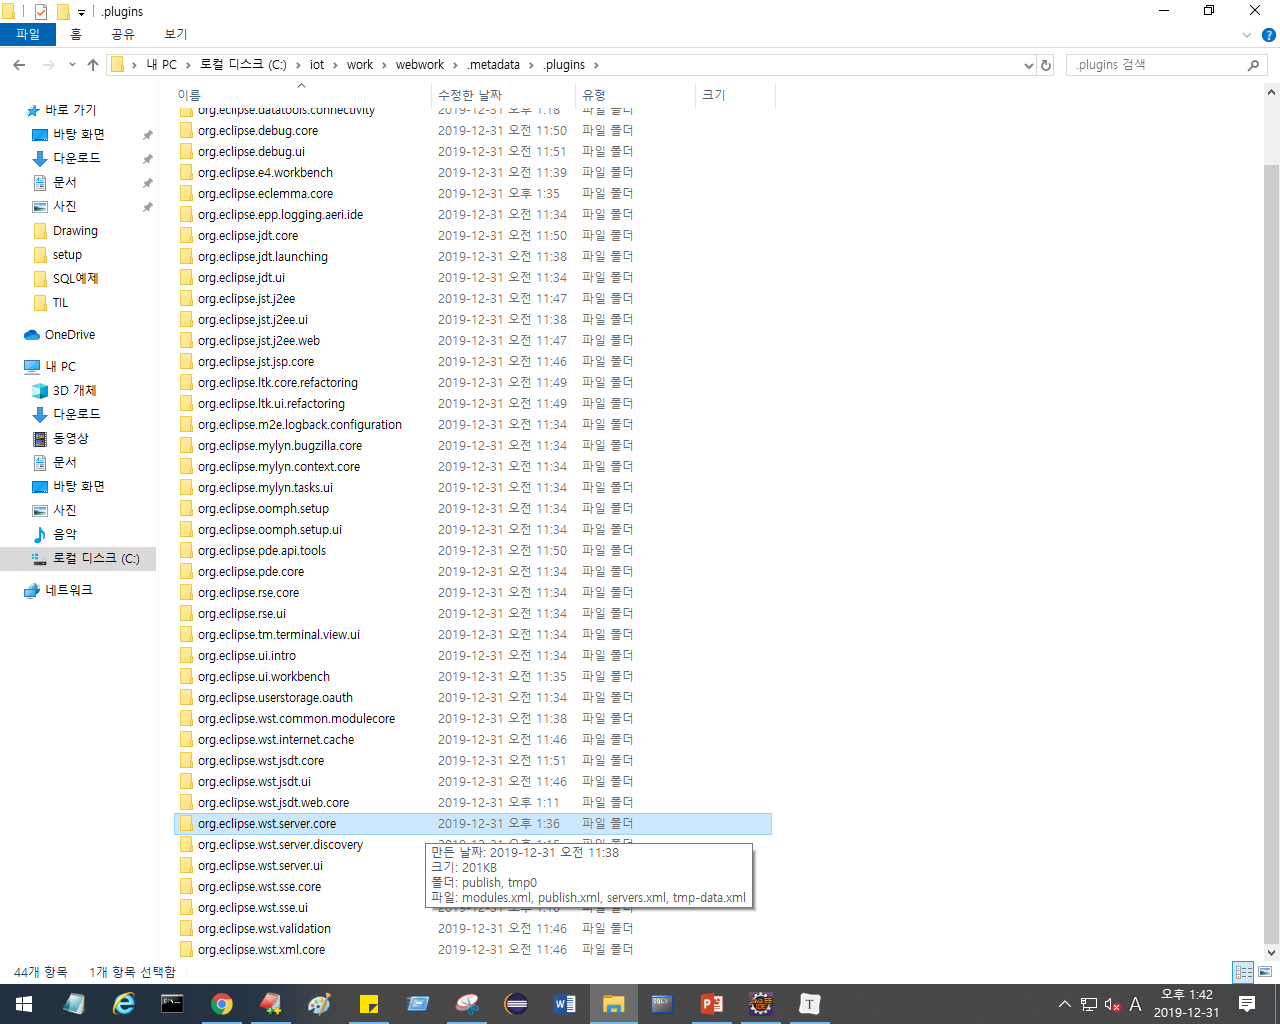 .plugins
파일 홈 공유 보기
내 PC 로컬 디스크 (C:) iot work webwork .metadata .plugins
.plugins 검색
이름 수정한 날짜 유형 크기
바로 가기
바탕 화면
다운로드
문서
사진
Drawing
setup
SQL예제
TIL
OneDrive
내 PC
3D 개체
다운로드
동영상
문서
바탕 화면
사진
음악
로컬 디스크 (C:)
네트워크
org.eclipse.datatools.connectivity 2019-12-31 오후 1:18 파일 폴더
org.eclipse.debug.core 2019-12-31 오전 11:50 파일 폴더
org.eclipse.debug.ui 2019-12-31 오전 11:51 파일 폴더
org.eclipse.e4.workbench 2019-12-31 오전 11:39 파일 폴더
org.eclipse.eclemma.core 2019-12-31 오후 1:35 파일 폴더
org.eclipse.epp.logging.aeri.ide 2019-12-31 오전 11:34 파일 폴더
org.eclipse.jdt.core 2019-12-31 오전 11:50 파일 폴더
org.eclipse.jdt.launching 2019-12-31 오전 11:38 파일 폴더
org.eclipse.jdt.ui 2019-12-31 오전 11:34 파일 폴더
org.eclipse.jst.j2ee 2019-12-31 오전 11:47 파일 폴더
org.eclipse.jst.j2ee.ui 2019-12-31 오전 11:38 파일 폴더
org.eclipse.jst.j2ee.web 2019-12-31 오전 11:47 파일 폴더
org.eclipse.jst.jsp.core 2019-12-31 오전 11:46 파일 폴더
org.eclipse.ltk.core.refactoring 2019-12-31 오전 11:49 파일 폴더
org.eclipse.ltk.ui.refactoring 2019-12-31 오전 11:49 파일 폴더
org.eclipse.m2e.logback.configuration 2019-12-31 오전 11:34 파일 폴더
org.eclipse.mylyn.bugzilla.core 2019-12-31 오전 11:34 파일 폴더
org.eclipse.mylyn.context.core 2019-12-31 오전 11:34 파일 폴더
org.eclipse.mylyn.tasks.ui 2019-12-31 오전 11:34 파일 폴더
org.eclipse.oomph.setup 2019-12-31 오전 11:34 파일 폴더
org.eclipse.oomph.setup.ui 2019-12-31 오전 11:34 파일 폴더
org.eclipse.pde.api.tools 2019-12-31 오전 11:50 파일 폴더
org.eclipse.pde.core 2019-12-31 오전 11:34 파일 폴더
org.eclipse.rse.core 2019-12-31 오전 11:34 파일 폴더
org.eclipse.rse.ui 2019-12-31 오전 11:34 파일 폴더
org.eclipse.tm.terminal.view.ui 2019-12-31 오전 11:34 파일 폴더
org.eclipse.ui.intro 2019-12-31 오전 11:34 파일 폴더
org.eclipse.ui.workbench 2019-12-31 오전 11:35 파일 폴더
org.eclipse.userstorage.oauth 2019-12-31 오전 11:34 파일 폴더
org.eclipse.wst.common.modulecore 2019-12-31 오전 11:38 파일 폴더
org.eclipse.wst.internet.cache 2019-12-31 오전 11:46 파일 폴더
org.eclipse.wst.jsdt.core 2019-12-31 오전 11:51 파일 폴더
org.eclipse.wst.jsdt.ui 2019-12-31 오전 11:46 파일 폴더
org.eclipse.wst.jsdt.web.core 2019-12-31 오후 1:11 파일 폴더
org.eclipse.wst.server.core 2019-12-31 오후 1:36 파일 폴더
org.eclipse.wst.server.discovery
org.eclipse.wst.server.ui
org.eclipse.wst.sse.core
org.eclipse.wst.sse.ui
org.eclipse.wst.validation 2019-12-31 오전 11:46 파일 폴더
org.eclipse.wst.xml.core 2019-12-31 오전 11:46 파일 폴더
만든 날짜: 2019-12-31 오전 11:38
크기: 201KB
폴더: publish, tmp0
파일: modules.xml, publish.xml, servers.xml, tmp-data.xml
44개 항목 1개 항목 선택함
A
오후 1:42
2019-12-31